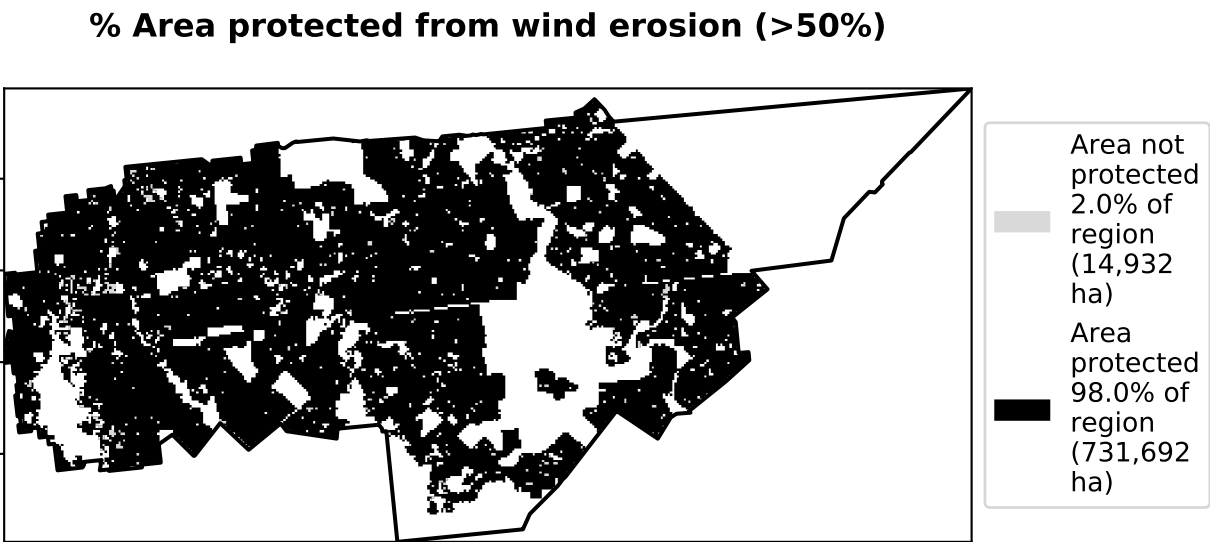 % Area protected from wind erosion (>50%)
Area not
protected
2.0% of
region
(14,932
ha)
Area
protected
98.0% of
region
(731,692
ha)